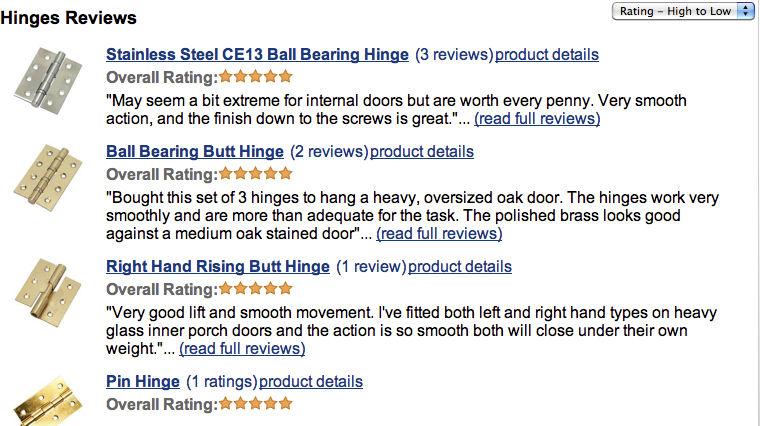 Hinges Reviews
Rating - High to Low
Stainless Steel CE13 Ball Bearing Hinge (3 reviews)product details
Overall Rating:
"May seem a bit extreme for internal doors but are worth every penny. Very smooth
action, and the finish down to the screws is great."... (read full reviews)
Ball Bearing Butt Hinge (2 reviews)product details
Overall Rating:
"Bought this set of 3 hinges to hang a heavy, oversized oak door. The hinges work very
smoothly and are more than adequate for the task. The polished brass looks good
against a medium oak stained door"... (read full reviews)
Right Hand Rising Butt Hinge (1 review)product details
Overall Rating:
"Very good lift and smooth movement. I've fitted both left and right hand types on heavy
glass inner porch doors and the action is so smooth both will close under their own
weight."... (read full reviews)
Pin Hinge (1 ratings)product details
Overall Rating: